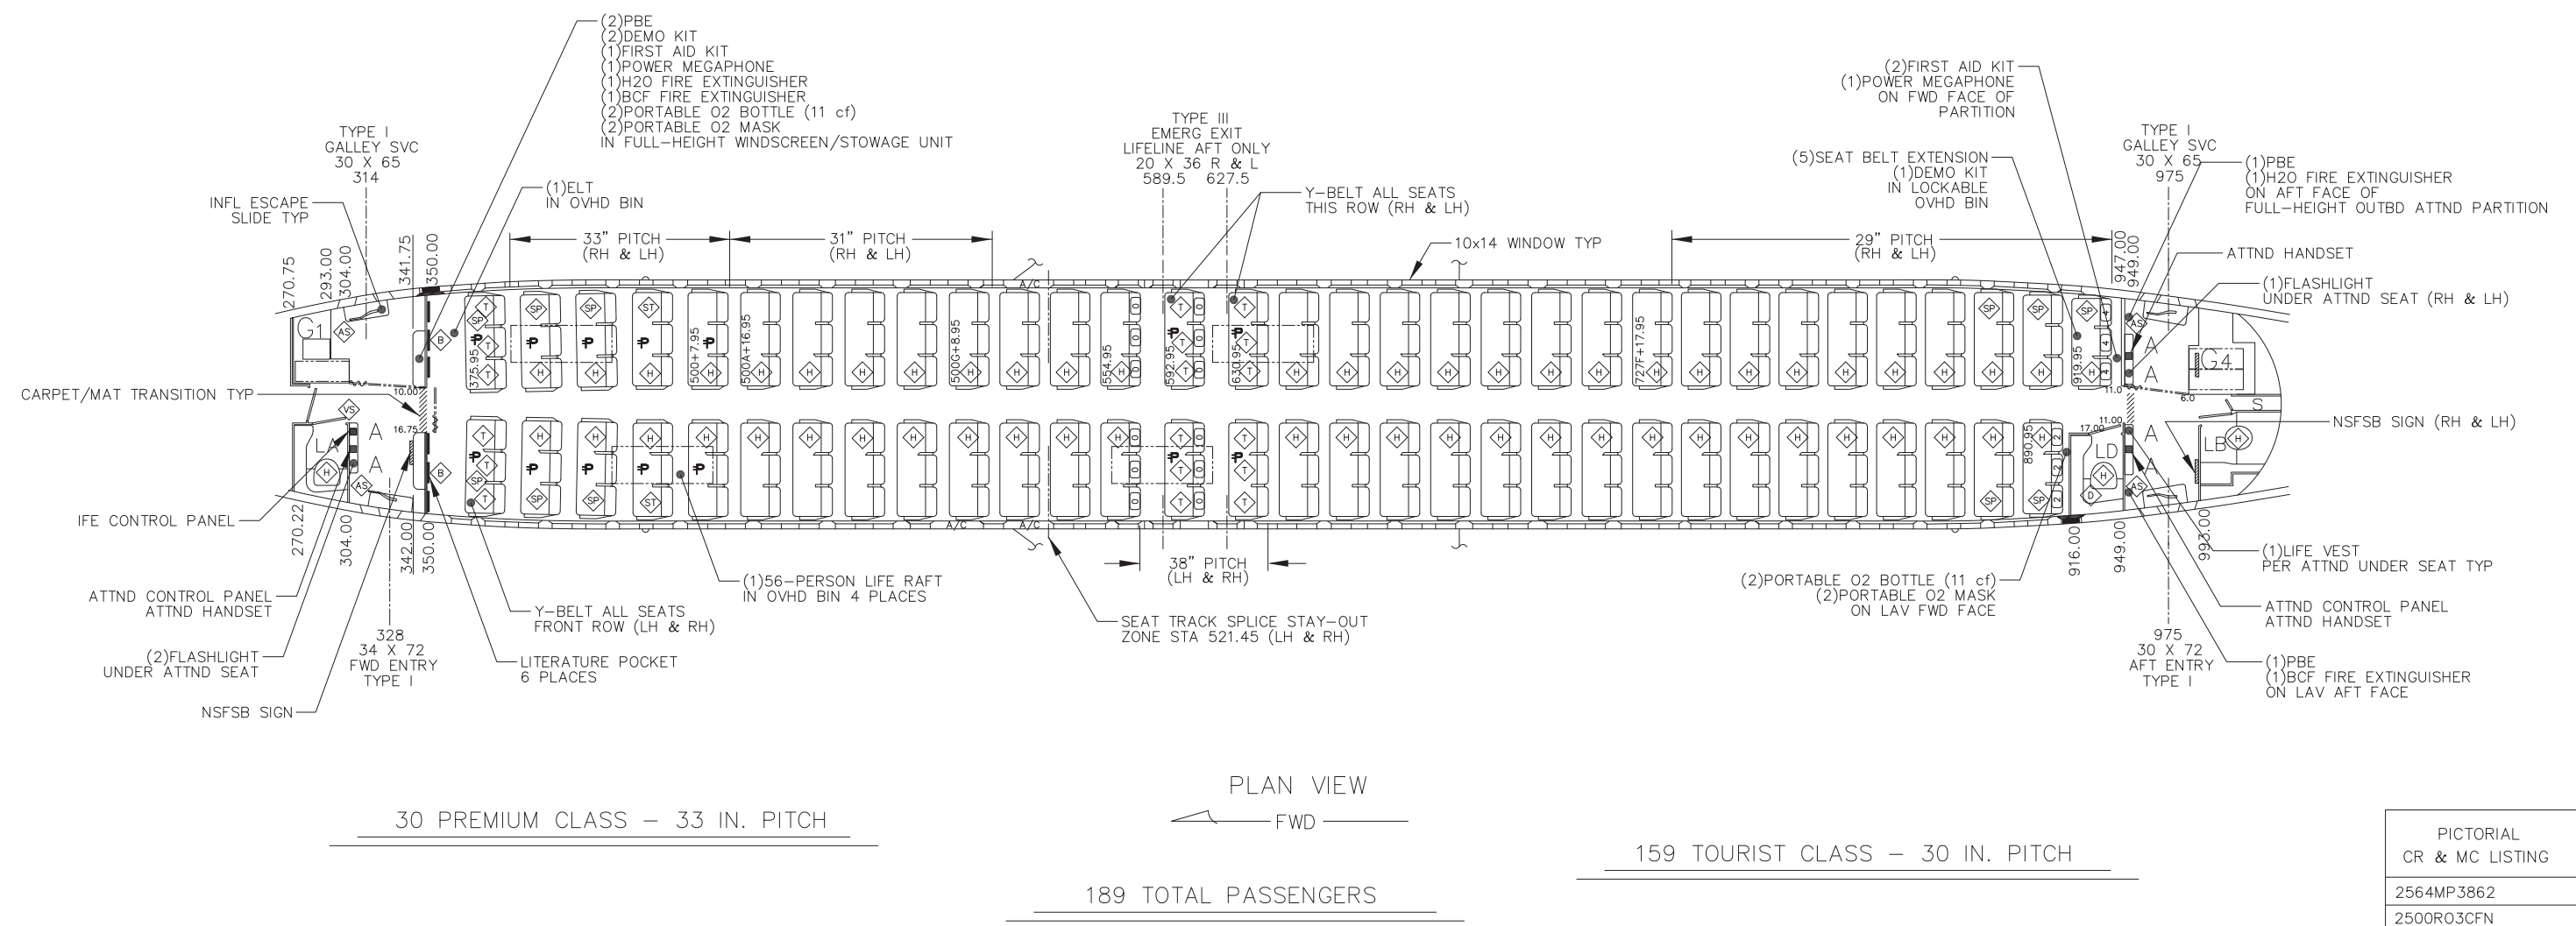 (2)PBE
(2)DEMO KIT
(1)FIRST AID KIT
(1)POWER MEGAPHONE
(1)H2O FIRE EXTINGUISHER
(1)BCF FIRE EXTINGUISHER
(2)PORTABLE O2 BOTTLE (11 cf)
(2)PORTABLE O2 MASK
IN FULL-HEIGHT WINDSCREEN/STOWAGE UNIT
TYPE I
GALLEY SVC
30 X 65
314
INFL ESCAPE
SLIDE TYP
(1)ELT
IN OVHD BIN
33" PITCH
(RH & LH)
31" PITCH
(RH & LH)
TYPE III
EMERG EXIT
LIFELINE AFT ONLY
20 X 36 R & L
589.5 627.5
Y-BELT ALL SEATS
THIS ROW (RH & LH)
10x14 WINDOW TYP
(2)FIRST AID KIT
(1)POWER MEGAPHONE
ON FWD FACE OF
PARTITION
(5)SEAT BELT EXTENSION
(1)DEMO KIT
IN LOCKABLE
OVHD BIN
29" PITCH
(RH & LH)
TYPE I
GALLEY SVC
30 X 65
975
(1)PBE
(1)H2O FIRE EXTINGUISHER
ON AFT FACE OF
FULL-HEIGHT OUTBD ATTND PARTITION
ATTND HANDSET
(1)FLASHLIGHT
UNDER ATTND SEAT (RH & LH)
270.75
293.00
304.00
341.75
350.00
947.00
949.00
A/C
G1
AS
B
T
SP
T
T
SP
H
SP
H
ST
H
H
375.95
500+7.95
500A+16.95
500G+8.95
554.95
592.95
630.95
727F+17.95
919.95
G4
A
A
CARPET/MAT TRANSITION TYP
10.00
16.75
11.0
6.0
11.00
17.00
S
NSFSB SIGN (RH & LH)
VS
LA
A
A
H
AS
B
T
T
SP
T
H
SP
H
SP
H
ST
H
890.95
LD
H
D
A
A
AS
LB
H
A/C
A/C
IFE CONTROL PANEL
270.22
304.00
342.00
350.00
916.00
949.00
993.00
ATTND CONTROL PANEL
ATTND HANDSET
(2)FLASHLIGHT
UNDER ATTND SEAT
NSFSB SIGN
328
34 X 72
FWD ENTRY
TYPE I
Y-BELT ALL SEATS
FRONT ROW (LH & RH)
LITERATURE POCKET
6 PLACES
(1)56-PERSON LIFE RAFT
IN OVHD BIN 4 PLACES
38" PITCH
(LH & RH)
SEAT TRACK SPLICE STAY-OUT
ZONE STA 521.45 (LH & RH)
(2)PORTABLE O2 BOTTLE (11 cf)
(2)PORTABLE O2 MASK
ON LAV FWD FACE
975
30 X 72
AFT ENTRY
TYPE I
(1)LIFE VEST
PER ATTND UNDER SEAT TYP
ATTND CONTROL PANEL
ATTND HANDSET
(1)PBE
(1)BCF FIRE EXTINGUISHER
ON LAV AFT FACE
PLAN VIEW
FWD
30 PREMIUM CLASS - 33 IN. PITCH
159 TOURIST CLASS - 30 IN. PITCH
189 TOTAL PASSENGERS
PICTORIAL
CR & MC LISTING
2564MP3862
2500RO3CFN